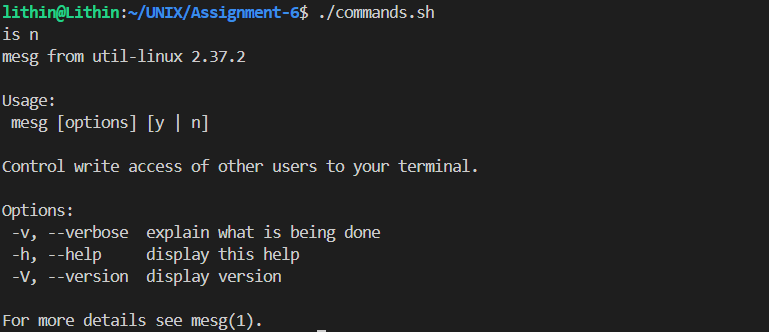 lithin@Lithin:~/UNIX/Assignment-6$ ./commands.sh
is n
mesg from util-linux 2.37.2
Usage:
 mesg [options] [y | n]
Control write access of other users to your terminal.
Options:
 -v, --verbose  explain what is being done
 -h, --help     display this help
 -V, --version  display version
For more details see mesg(1).